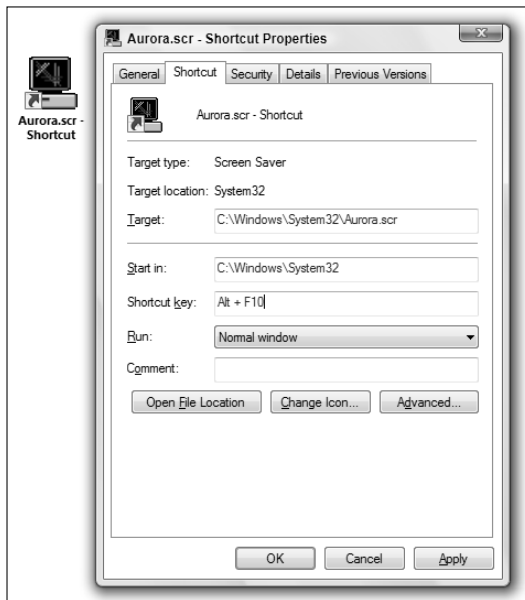 Aurora.scr - Shortcut Properties
x
General Shortcut Security Details Previous Versions
Aurora.scr -
Shortcut
Aurora.scr - Shortcut
Target type: Screen Saver
Target location: System32
Target: C:\Windows\System32\Aurora.scr
Start in: C:\Windows\System32
Shortcut key: Alt + F10
Run: Normal window
Comment:
Open File Location Change Icon... Advanced...
OK Cancel Apply